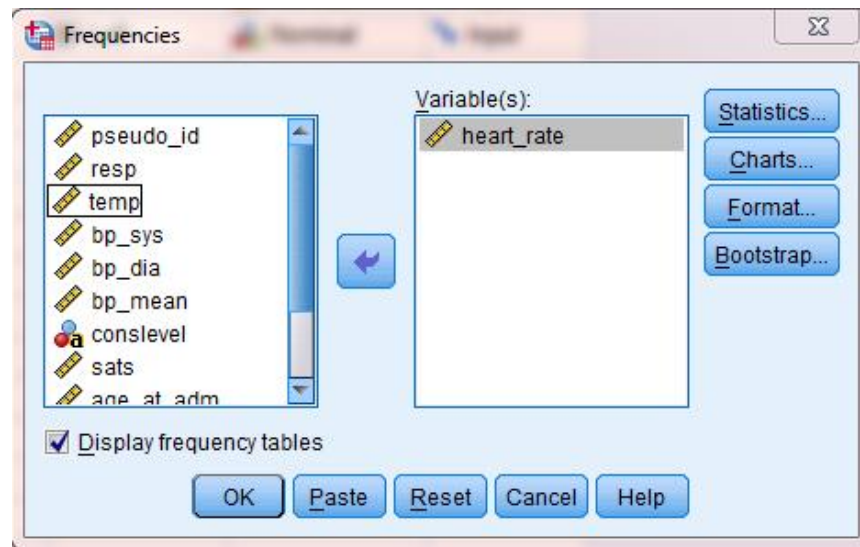 Frequencies
Variable(s):
pseudo_id
resp
temp
bp_sys
bp_dia
bp_mean
a conslevel
sats
age_at_adm
heart_rate
Statistics...
Charts...
Format...
Bootstrap...
Display frequency tables
OK Paste Reset Cancel Help